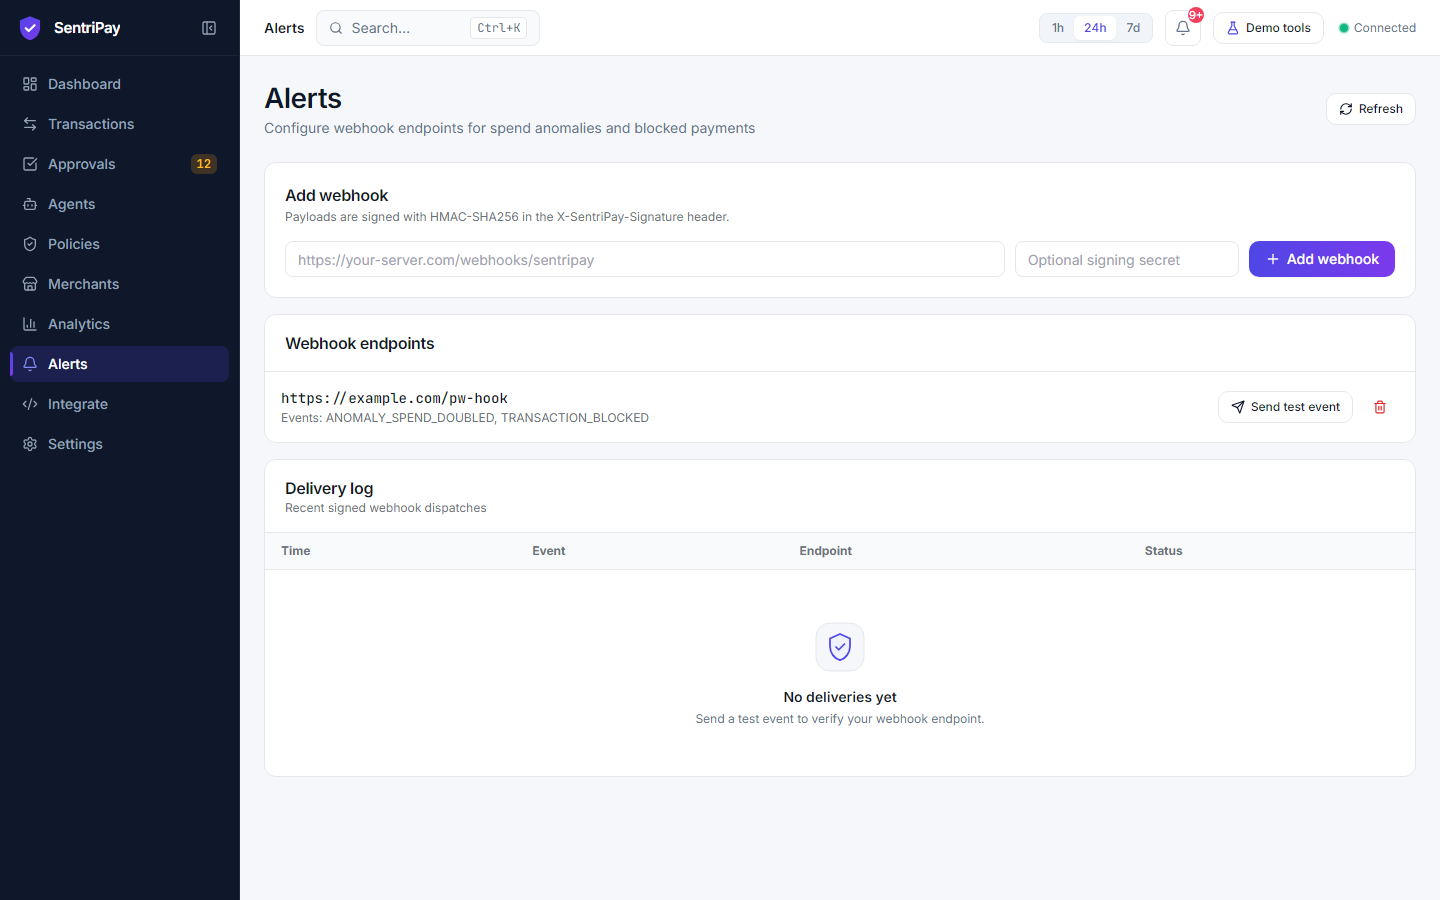 SentriPay
Dashboard
Transactions
Approvals 12
Agents
Policies
Merchants
Analytics
Alerts
Integrate
Settings
Alerts Search... Ctrl+K 1h 24h 7d 9+ Demo tools Connected
Alerts
Configure webhook endpoints for spend anomalies and blocked payments
Refresh
Add webhook
Payloads are signed with HMAC-SHA256 in the X-SentriPay-Signature header.
https://your-server.com/webhooks/sentripay Optional signing secret Add webhook
Webhook endpoints
https://example.com/pw-hook
Events: ANOMALY_SPEND_DOUBLED, TRANSACTION_BLOCKED
Send test event
Delivery log
Recent signed webhook dispatches
Time Event Endpoint Status
No deliveries yet
Send a test event to verify your webhook endpoint.